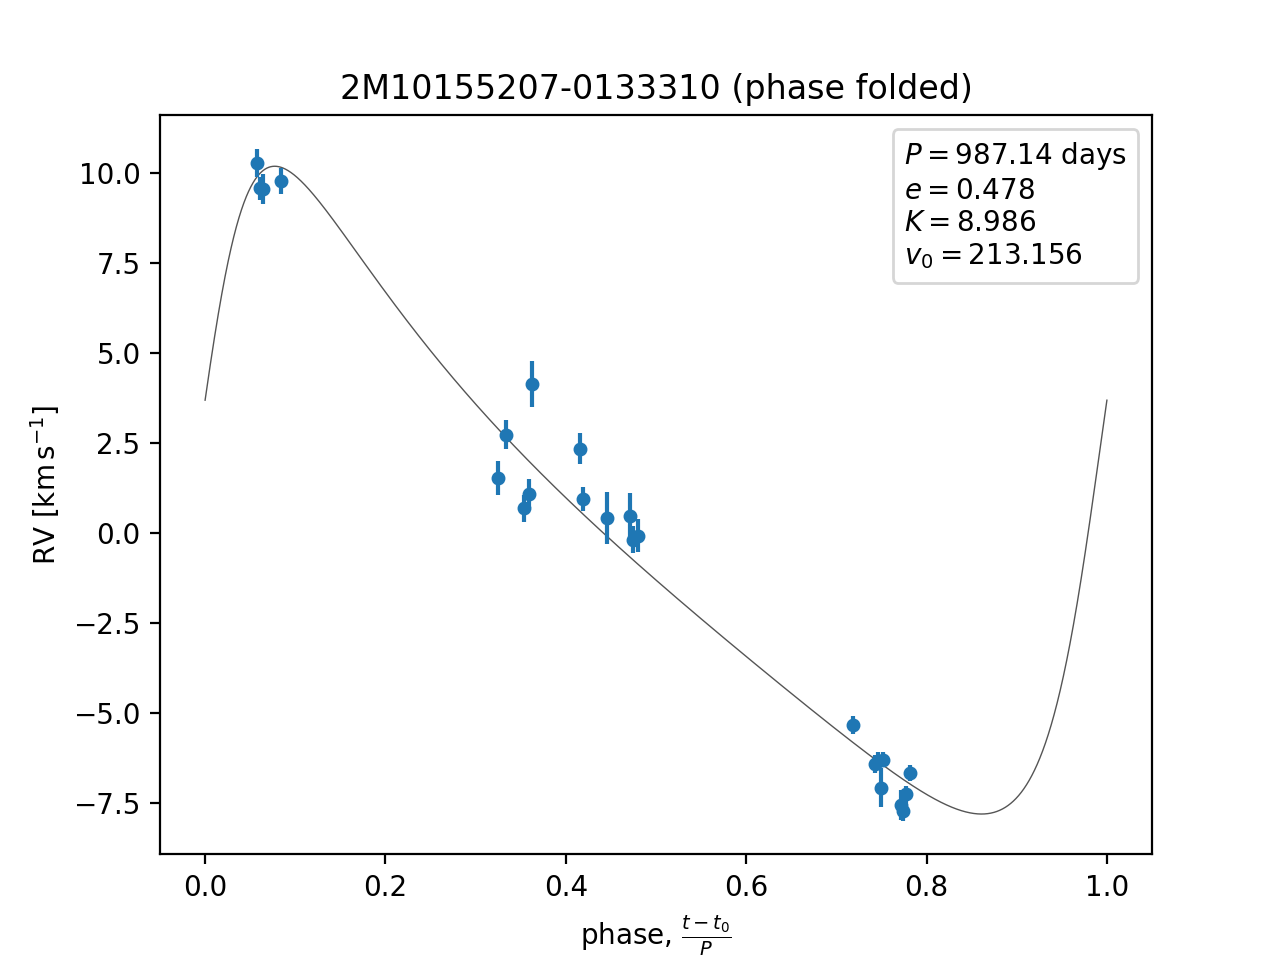 2M10155207-0133310 (phase folded)
P = 987.14 days
e = 0.478
K = 8.986
v₀ = 213.156
RV [km s⁻¹]
10.0
7.5
5.0
2.5
0.0
−2.5
−5.0
−7.5
0.0 0.2 0.4 0.6 0.8 1.0
phase, (t − t₀)/P